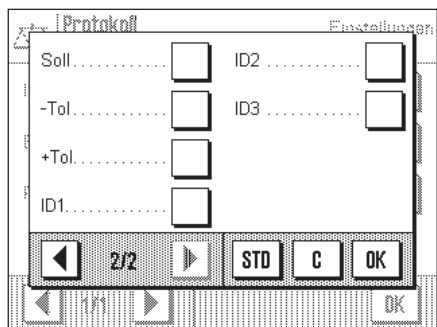 Protokoll Einstellungen
Soll............
ID2............
-Tol............
ID3............
+Tol............
ID1............
2/2 STD C OK
1/1 OK